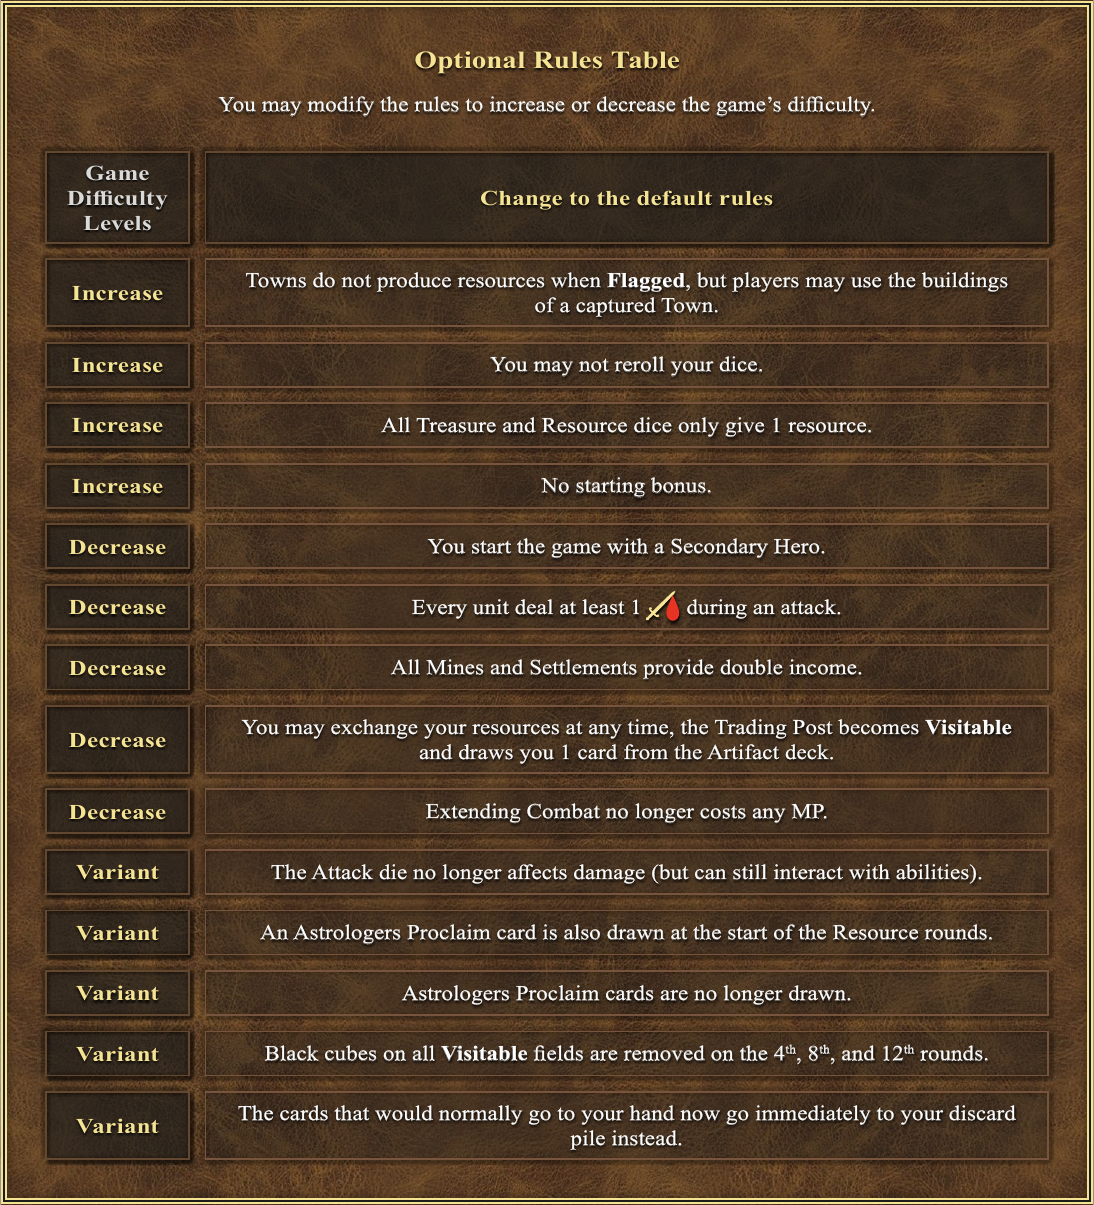 Optional Rules Table
You may modify the rules to increase or decrease the game’s difficulty.
Game
Difficulty
Levels
Change to the default rules
Increase
Towns do not produce resources when Flagged, but players may use the buildings
of a captured Town.
Increase
You may not reroll your dice.
Increase
All Treasure and Resource dice only give 1 resource.
Increase
No starting bonus.
Decrease
You start the game with a Secondary Hero.
Decrease
Every unit deal at least 1 during an attack.
Decrease
All Mines and Settlements provide double income.
Decrease
You may exchange your resources at any time, the Trading Post becomes Visitable
and draws you 1 card from the Artifact deck.
Decrease
Extending Combat no longer costs any MP.
Variant
The Attack die no longer affects damage (but can still interact with abilities).
Variant
An Astrologers Proclaim card is also drawn at the start of the Resource rounds.
Variant
Astrologers Proclaim cards are no longer drawn.
Variant
Black cubes on all Visitable fields are removed on the 4th, 8th, and 12th rounds.
Variant
The cards that would normally go to your hand now go immediately to your discard
pile instead.